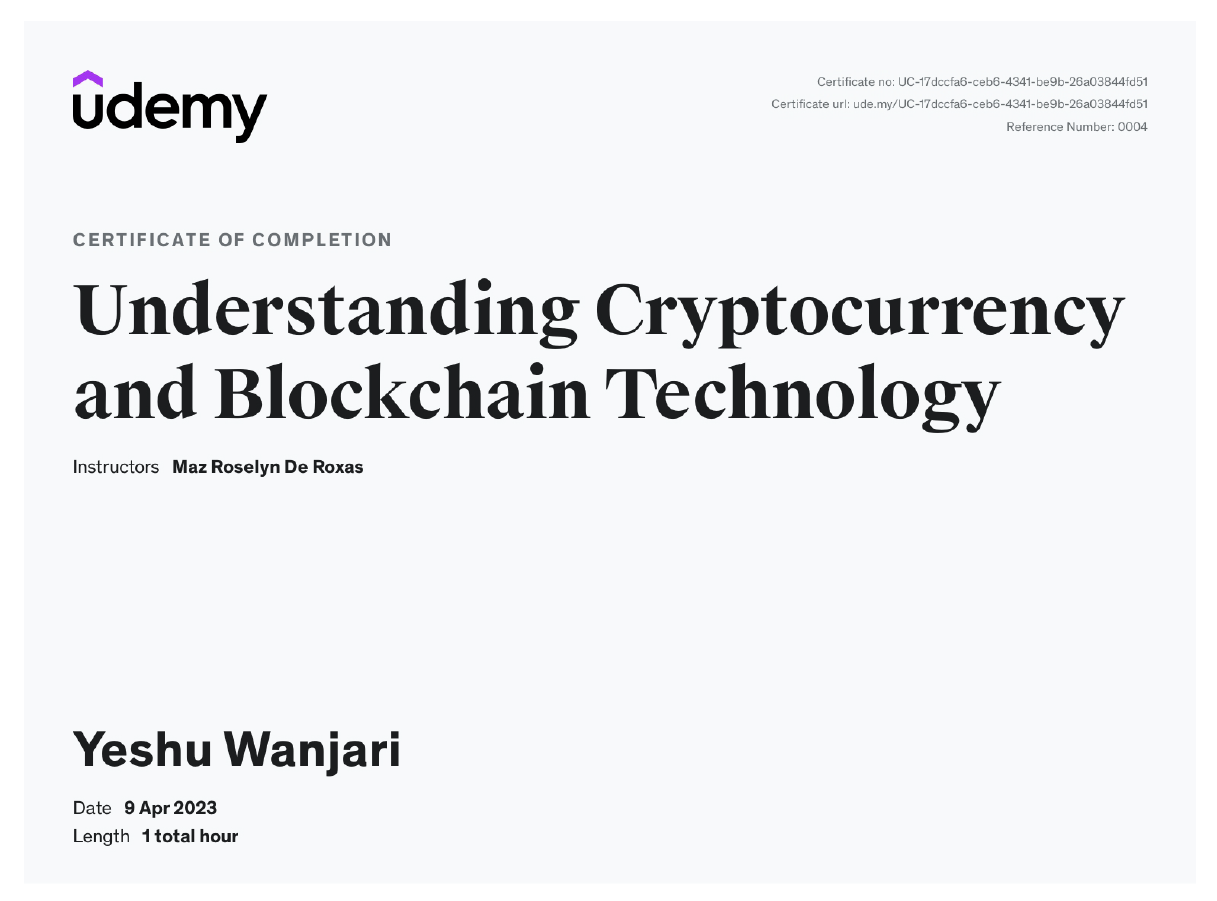 udemy
Certificate no: UC-17dccfa6-ceb6-4341-be9b-26a03844fd51
Certificate url: ude.my/UC-17dccfa6-ceb6-4341-be9b-26a03844fd51
Reference Number: 0004
CERTIFICATE OF COMPLETION
Understanding Cryptocurrency
and Blockchain Technology
Instructors Maz Roselyn De Roxas
Yeshu Wanjari
Date 9 Apr 2023
Length 1 total hour